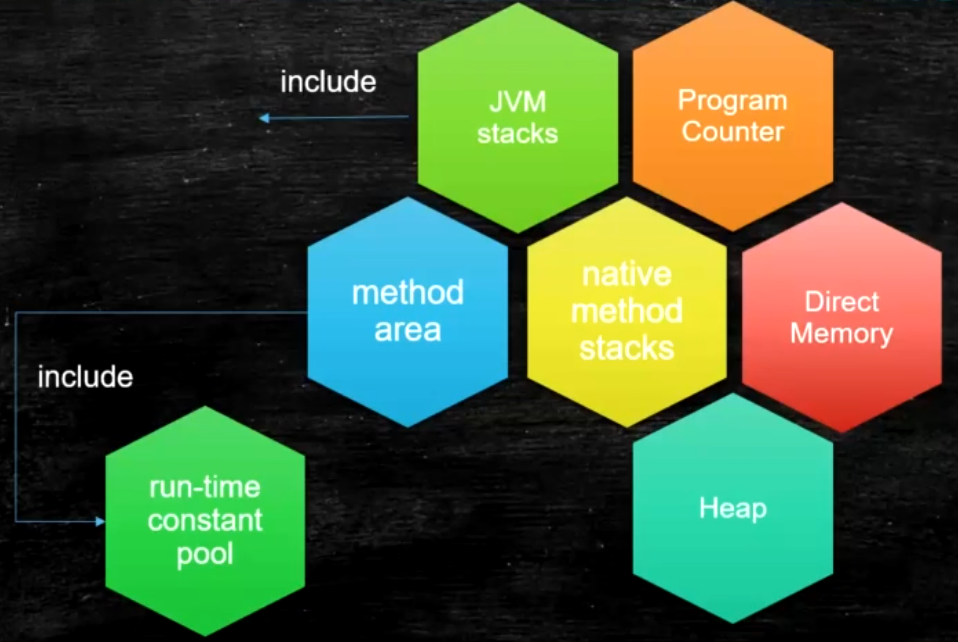 include
JVM
stacks
Program
Counter
method
area
native
method
stacks
Direct
Memory
include
run-time
constant
pool
Heap